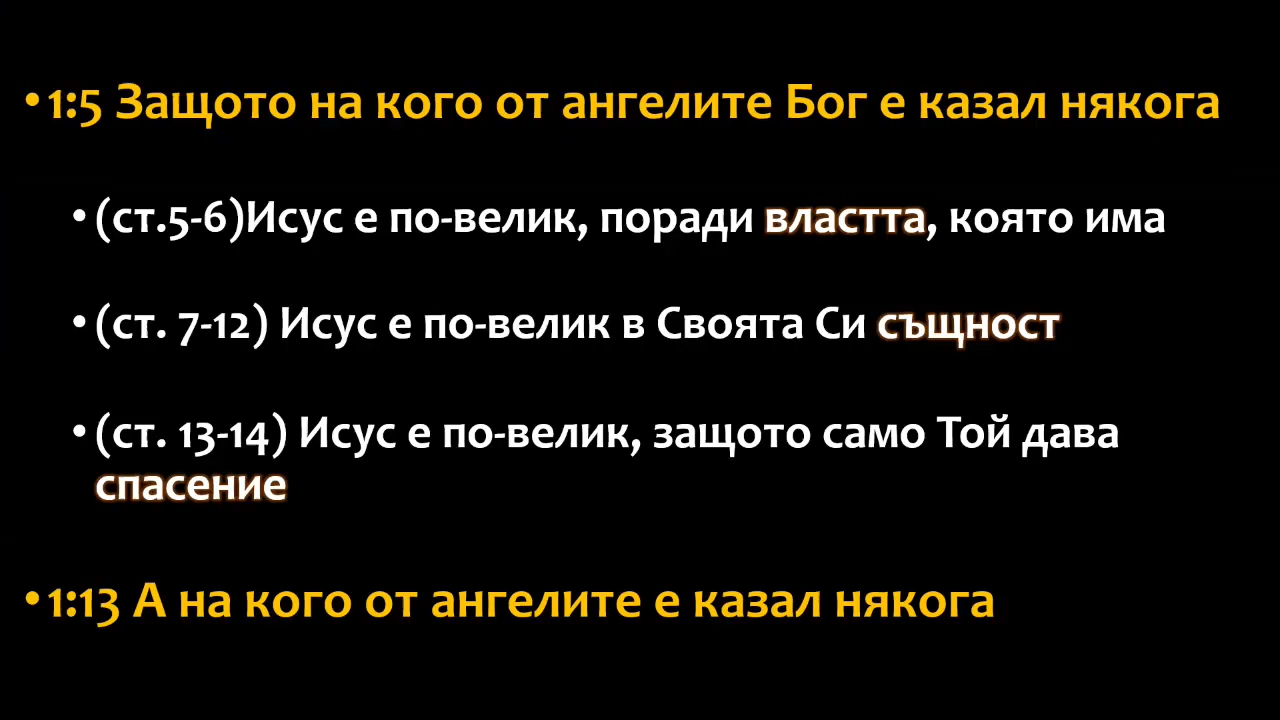 •1:5 Защото на кого от ангелите Бог е казал някога
•(ст.5-6)Исус е по-велик, поради властта, която има
•(ст. 7-12) Исус е по-велик в Своята Си същност
•(ст. 13-14) Исус е по-велик, защото само Той дава
спасение
•1:13 А на кого от ангелите е казал някога